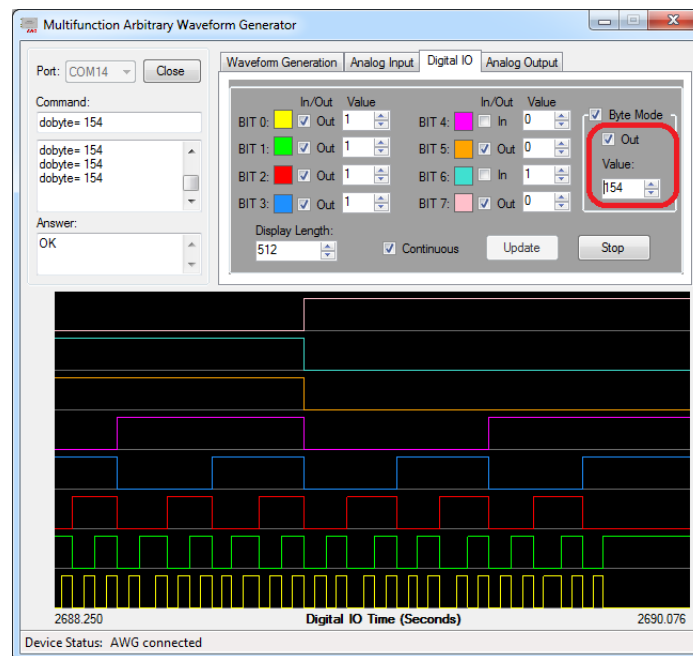 Multifunction Arbitrary Waveform Generator
Port: COM14 Close
Command:
dobyte= 154
dobyte= 154
dobyte= 154
dobyte= 154
Answer:
OK
Waveform Generation Analog Input Digital IO Analog Output
In/Out Value In/Out Value
BIT 0: Out 1 BIT 4: In 0
BIT 1: Out 1 BIT 5: Out 0
BIT 2: Out 1 BIT 6: In 1
BIT 3: Out 1 BIT 7: Out 0
Byte Mode
Out
Value:
154
Display Length:
512 Continuous Update Stop
2688.250 Digital IO Time (Seconds) 2690.076
Device Status: AWG connected